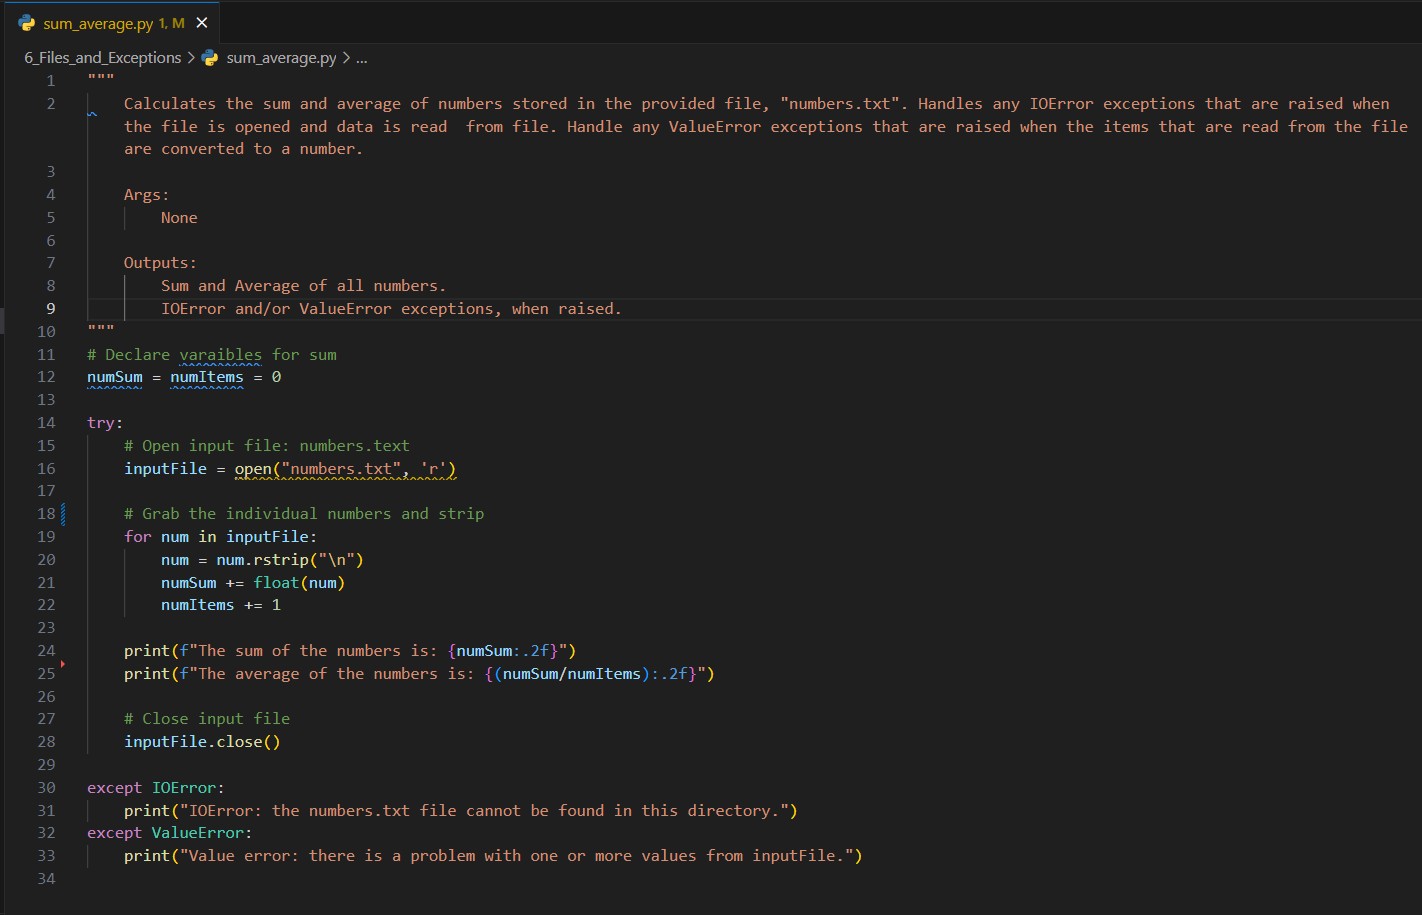 sum_average.py 1, M ×
6_Files_and_Exceptions > sum_average.py > ...
1 """
2 Calculates the sum and average of numbers stored in the provided file, "numbers.txt". Handles any IOError exceptions that are raised when
the file is opened and data is read  from file. Handle any ValueError exceptions that are raised when the items that are read from the file
are converted to a number.
3
4 Args:
5 None
6
7 Outputs:
8 Sum and Average of all numbers.
9 IOError and/or ValueError exceptions, when raised.
10 """
11 # Declare varaibles for sum
12 numSum = numItems = 0
13
14 try:
15 # Open input file: numbers.text
16 inputFile = open("numbers.txt", 'r')
17
18 # Grab the individual numbers and strip
19 for num in inputFile:
20 num = num.rstrip("\n")
21 numSum += float(num)
22 numItems += 1
23
24 print(f"The sum of the numbers is: {numSum:.2f}")
25 print(f"The average of the numbers is: {(numSum/numItems):.2f}")
26
27 # Close input file
28 inputFile.close()
29
30 except IOError:
31 print("IOError: the numbers.txt file cannot be found in this directory.")
32 except ValueError:
33 print("Value error: there is a problem with one or more values from inputFile.")
34